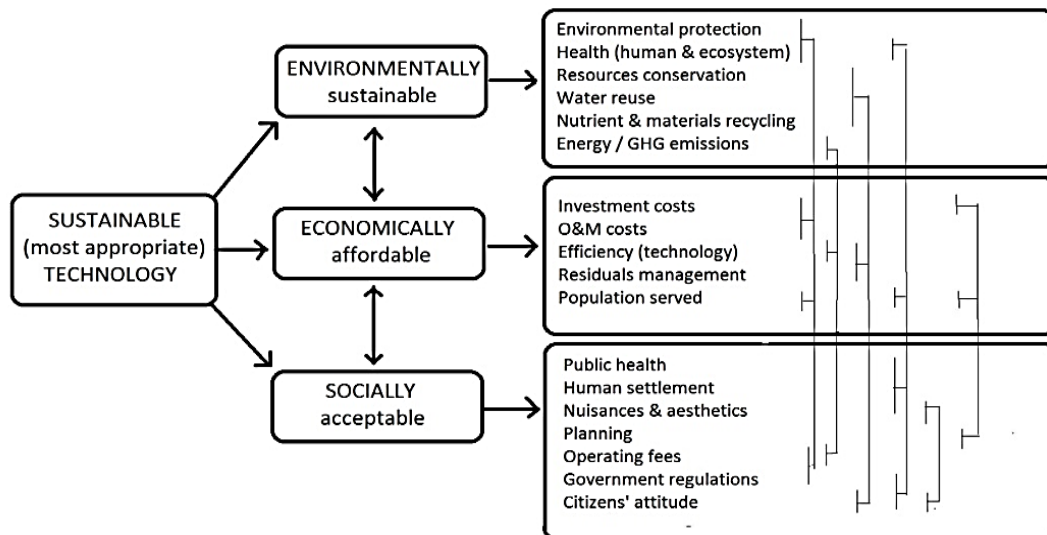 ENVIRONMENTALLY
sustainable
SUSTAINABLE
(most appropriate)
TECHNOLOGY
ECONOMICALLY
affordable
SOCIALLY
acceptable
Environmental protection
Health (human & ecosystem)
Resources conservation
Water reuse
Nutrient & materials recycling
Energy / GHG emissions
Investment costs
O&M costs
Efficiency (technology)
Residuals management
Population served
Public health
Human settlement
Nuisances & aesthetics
Planning
Operating fees
Government regulations
Citizens' attitude